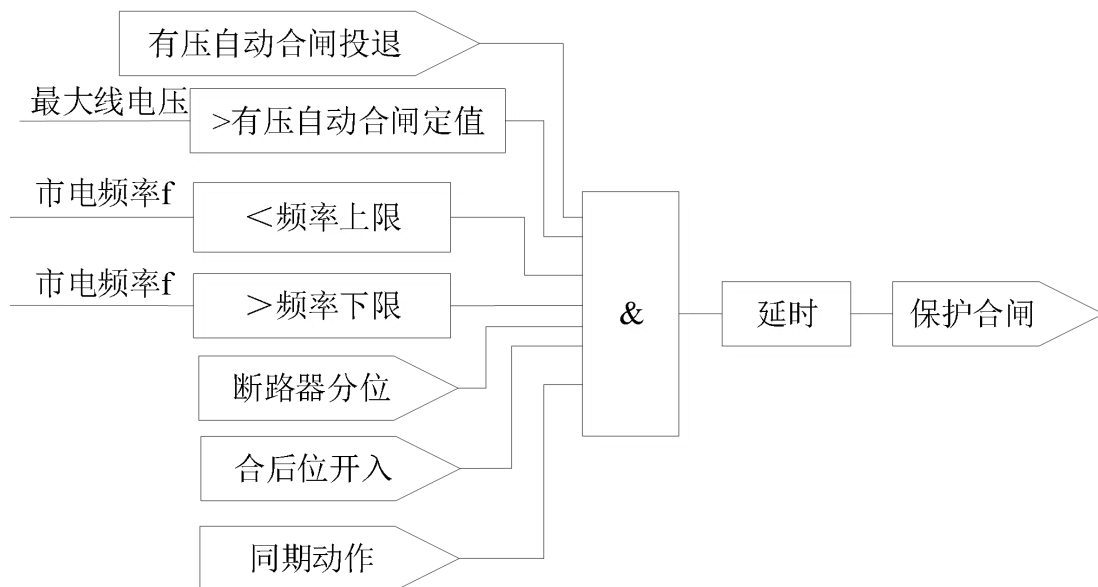 有压自动合闸投退
最大线电压
>有压自动合闸定值
市电频率f
＜频率上限
市电频率f
＞频率下限
&
延时
保护合闸
断路器分位
合后位开入
同期动作